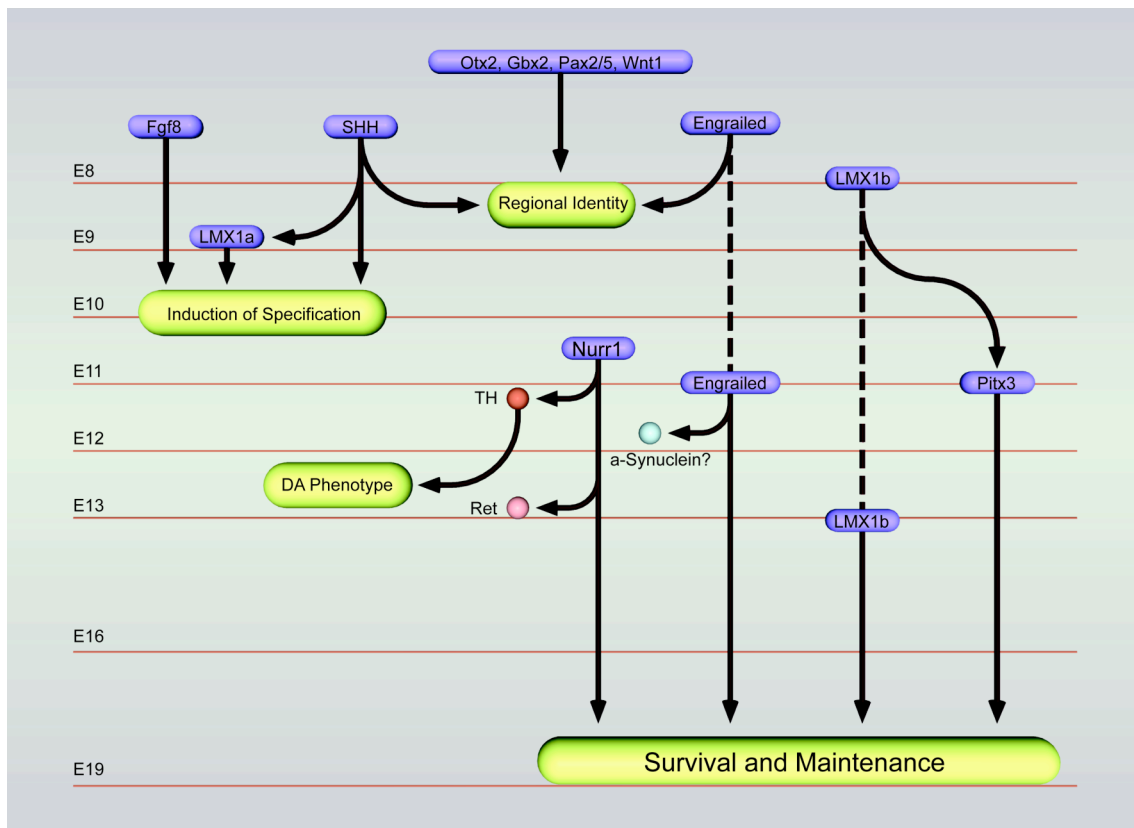 Otx2, Gbx2, Pax2/5, Wnt1
Fgf8
SHH
Engrailed
E8
LMX1b
Regional Identity
E9
LMX1a
E10
Induction of Specification
Nurr1
E11
Engrailed
Pitx3
TH
E12
a-Synuclein?
DA Phenotype
E13
Ret
LMX1b
E16
Survival and Maintenance
E19